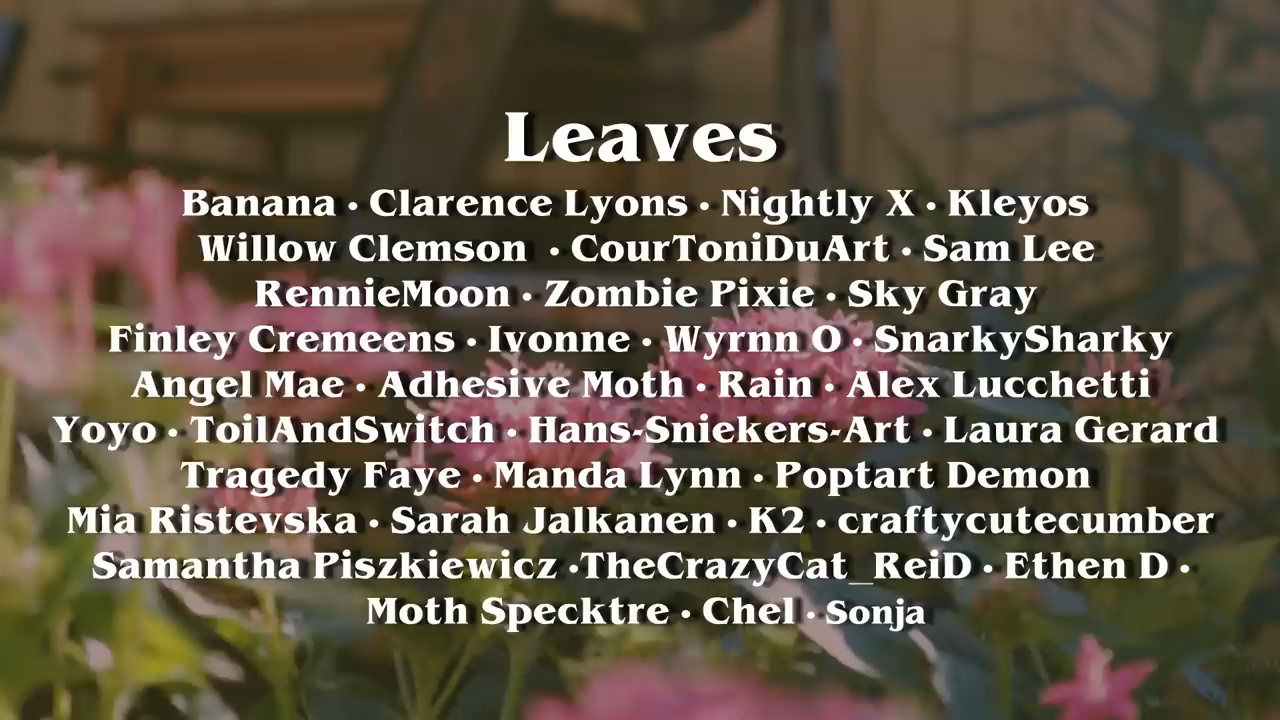 Leaves
Banana • Clarence Lyons • Nightly X • Kleyos
Willow Clemson • CourToniDuArt • Sam Lee
RennieMoon • Zombie Pixie • Sky Gray
Finley Cremeens • Ivonne • Wyrnn O • SnarkySharky
Angel Mae • Adhesive Moth • Rain • Alex Lucchetti
Yoyo • ToilAndSwitch • Hans-Sniekers-Art • Laura Gerard
Tragedy Faye • Manda Lynn • Poptart Demon
Mia Ristevska • Sarah Jalkanen • K2 • craftycutecumber
Samantha Piszkiewicz •TheCrazyCat_ReiD • Ethen D •
Moth Specktre • Chel • Sonja